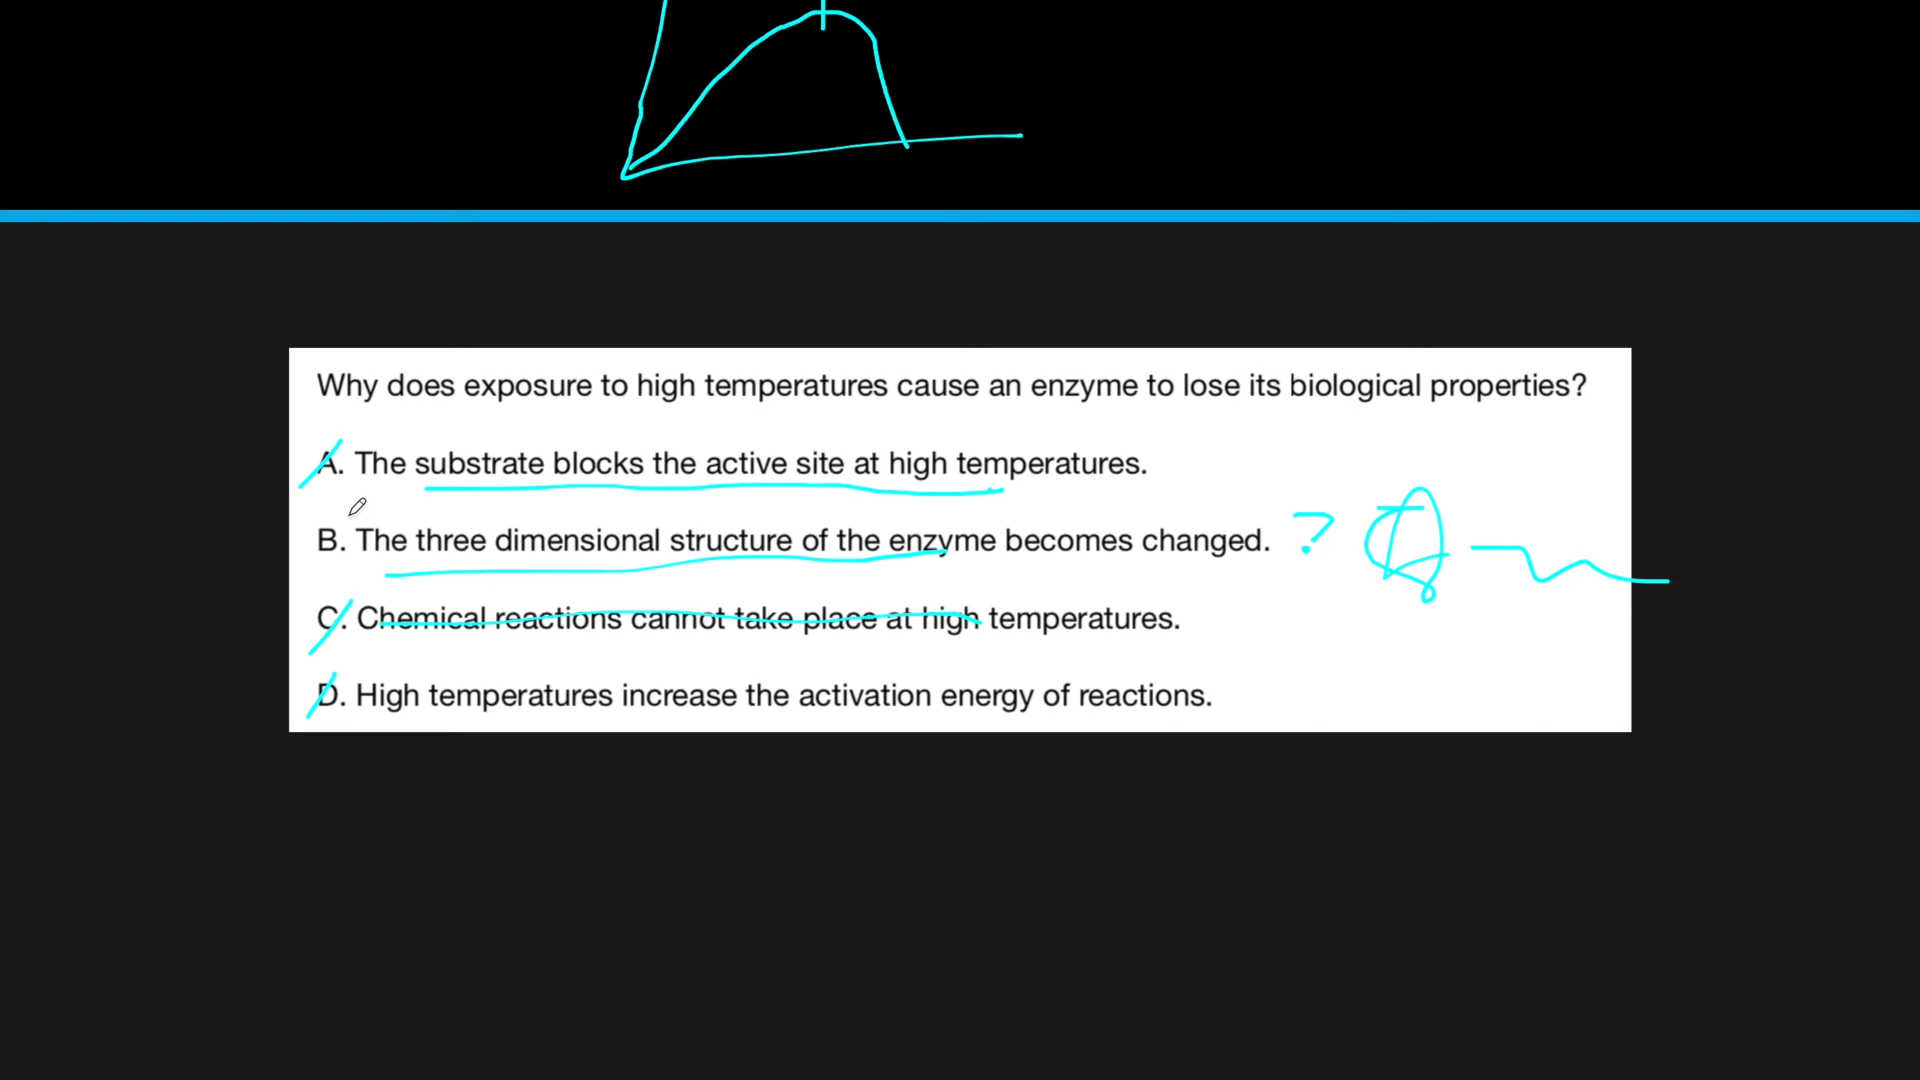 Why does exposure to high temperatures cause an enzyme to lose its biological properties?
A. The substrate blocks the active site at high temperatures.
B. The three dimensional structure of the enzyme becomes changed. ?
C. Chemical reactions cannot take place at high temperatures.
D. High temperatures increase the activation energy of reactions.